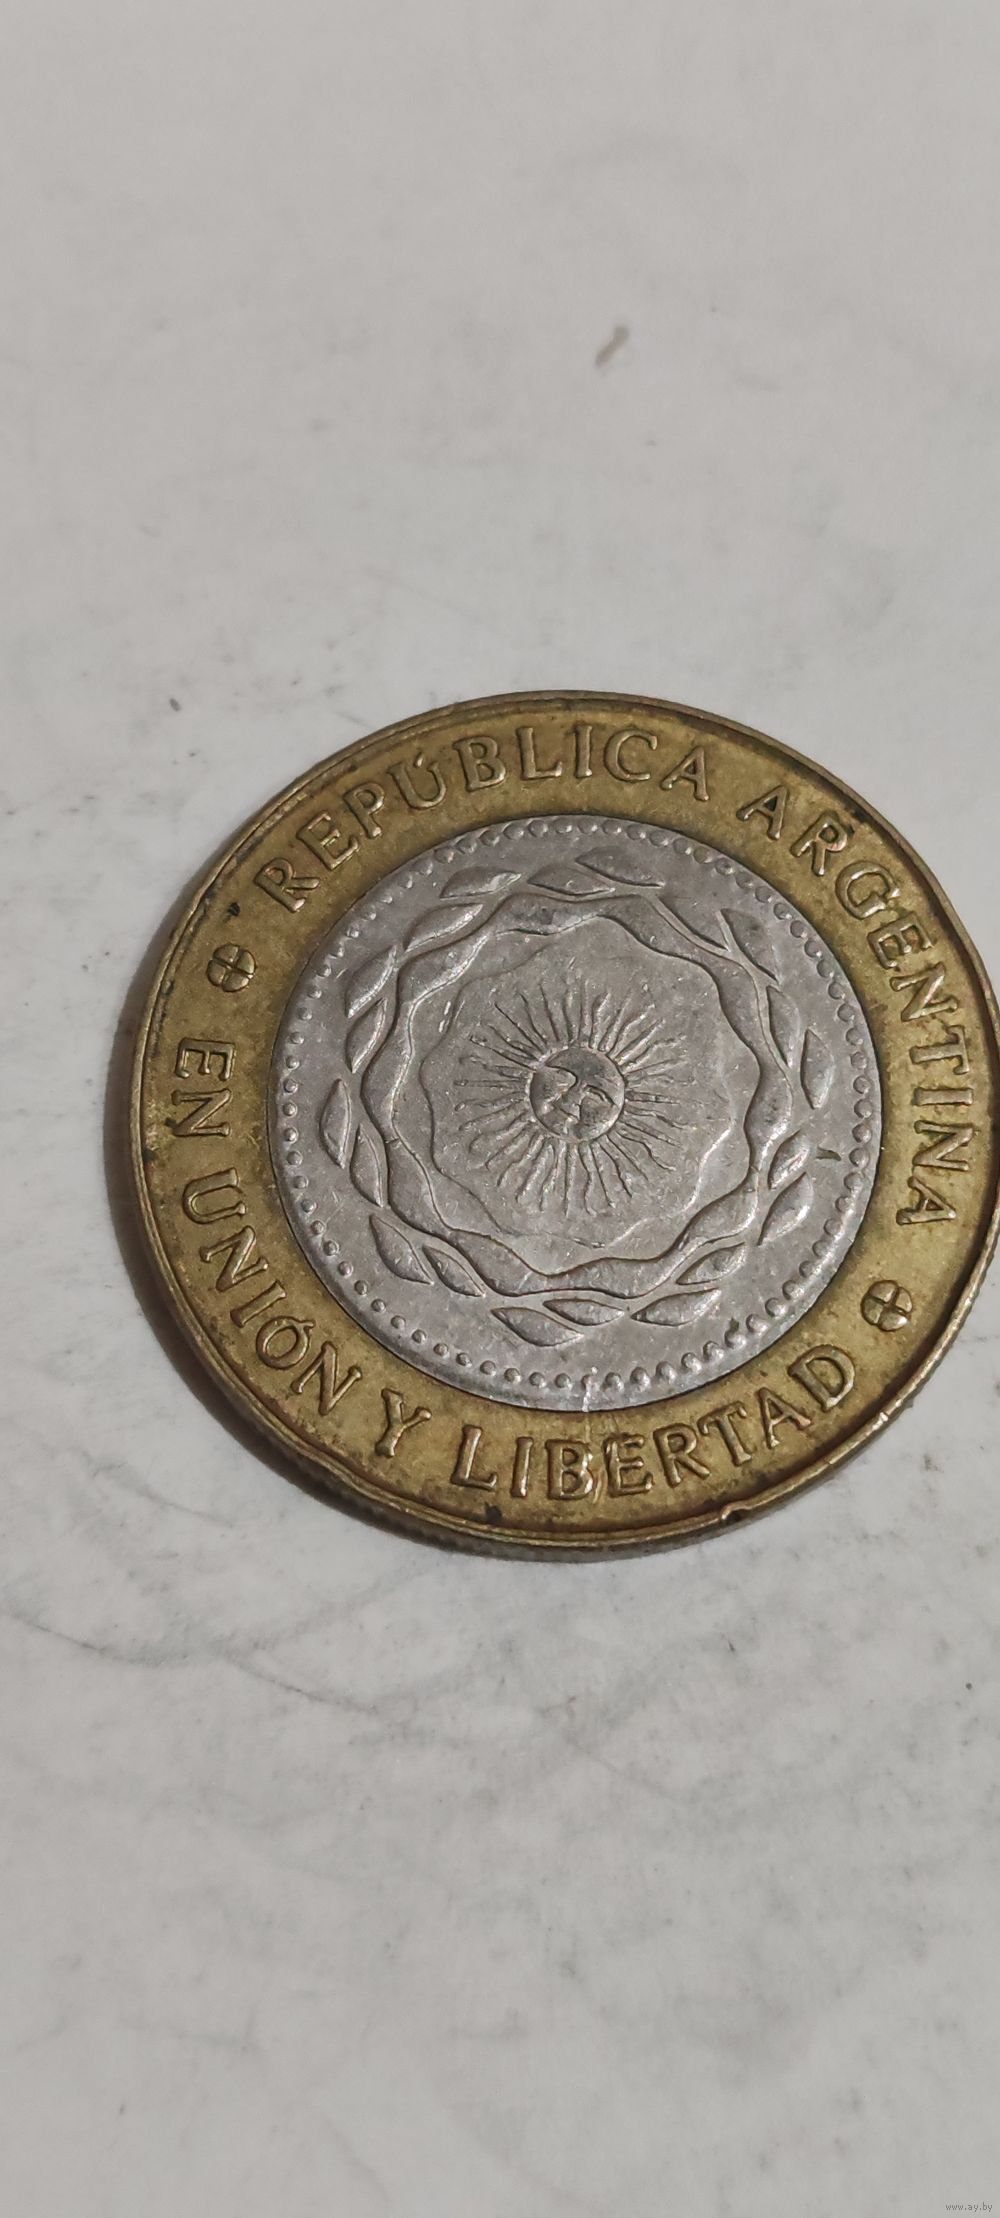 REPÚBLICA ARGENTINA
EN UNIÓN Y LIBERTAD
www.ay.by